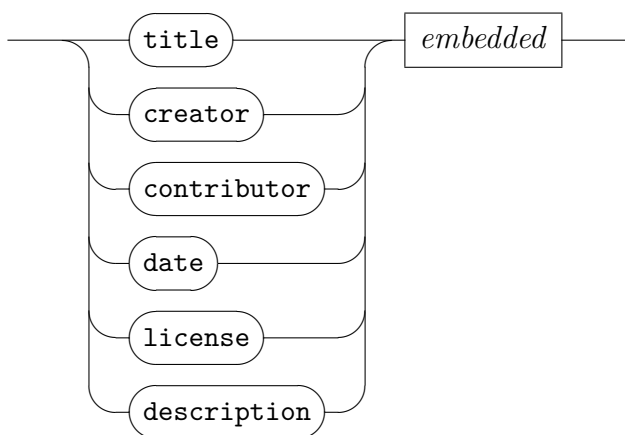 title embedded
creator
contributor
date
license
description